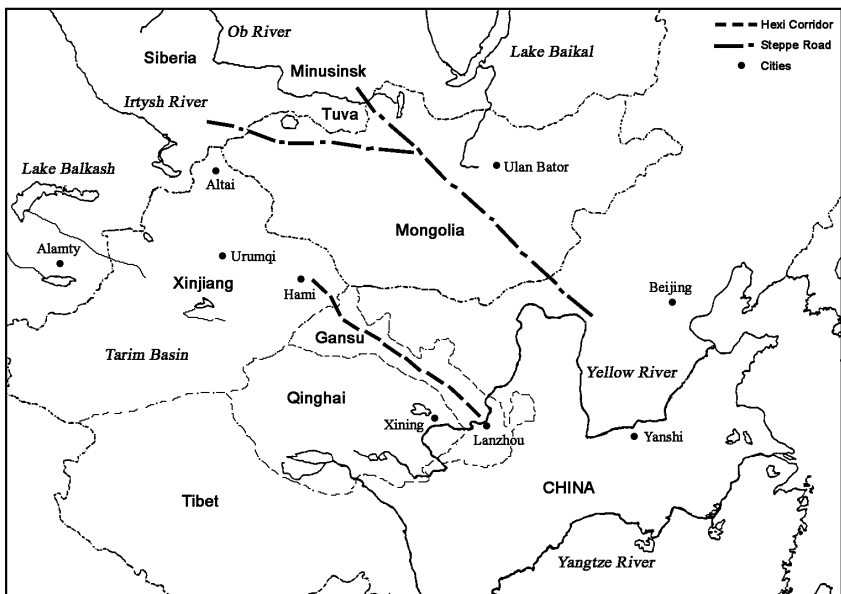 Hexi Corridor
Steppe Road
Cities
Ob River
Lake Baikal
Siberia
Minusinsk
Irtysh River
Tuva
Ulan Bator
Lake Balkash
Altai
Mongolia
Alamty
Urumqi
Xinjiang
Hami
Beijing
Gansu
Tarim Basin
Yellow River
Qinghai
Xining
Lanzhou
Yanshi
Tibet
CHINA
Yangtze River